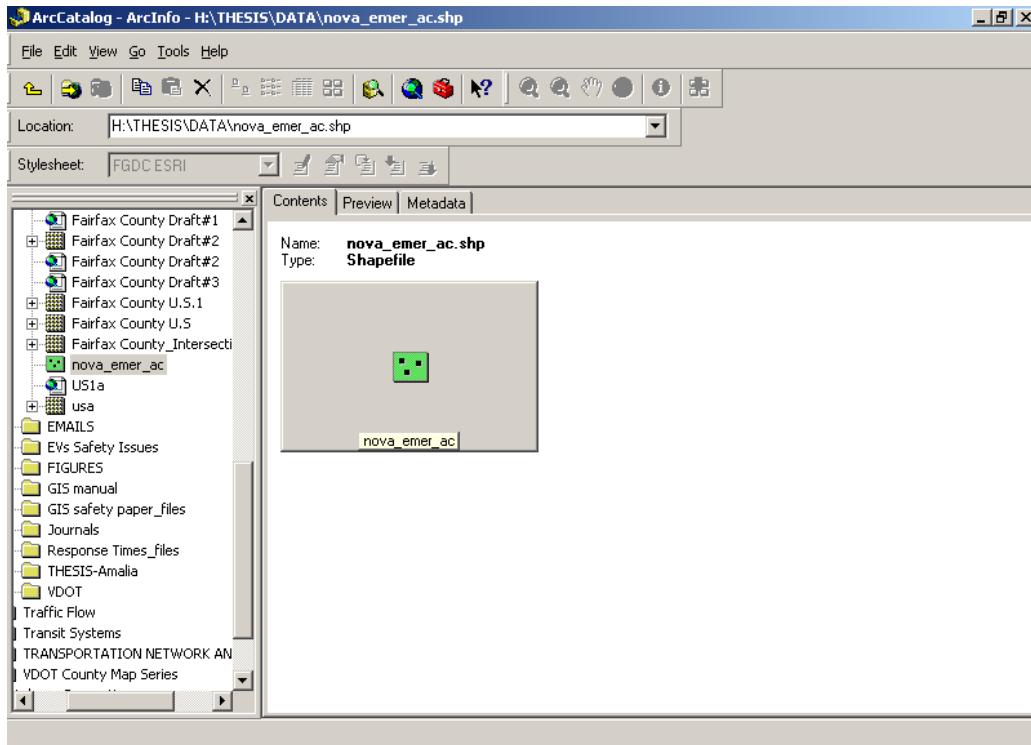 ArcCatalog - ArcInfo - H:\THESIS\DATA\nova_emer_ac.shp
File Edit View Go Tools Help
Location: H:\THESIS\DATA\nova_emer_ac.shp
Stylesheet: FGDC ESRI
Contents Preview Metadata
Fairfax County Draft#1
Fairfax County Draft#2
Fairfax County Draft#2
Fairfax County Draft#3
Fairfax County U.S.1
Fairfax County U.S
Fairfax County_Intersecti
nova_emer_ac
US1a
usa
EMAILS
EVs Safety Issues
FIGURES
GIS manual
GIS safety paper_files
Journals
Response Times_files
THESIS-Amalia
VDOT
Traffic Flow
Transit Systems
TRANSPORTATION NETWORK AN
VDOT County Map Series
Name: nova_emer_ac.shp
Type: Shapefile
nova_emer_ac